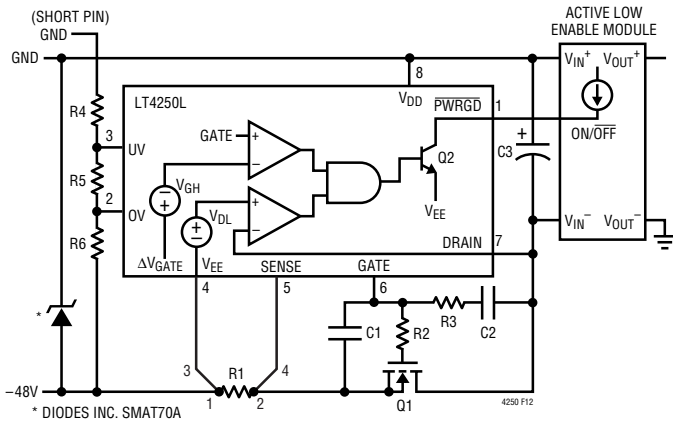 (SHORT PIN)
GND
GND
ACTIVE LOW
ENABLE MODULE
8
VDD
LT4250L
PWRGD
1
VIN+
VOUT+
ON/OFF
R4
3
UV
GATE
Q2
+
C3
+
−
VGH
−
+
R5
2
OV
VDL
+
−
+
−
VEE
VIN−
VOUT−
R6
ΔVGATE
VEE
SENSE
GATE
DRAIN
7
4
5
6
*
C1
R2
R3
C2
3
R1
4
−48V
1
2
Q1
4250 F12
* DIODES INC. SMAT70A